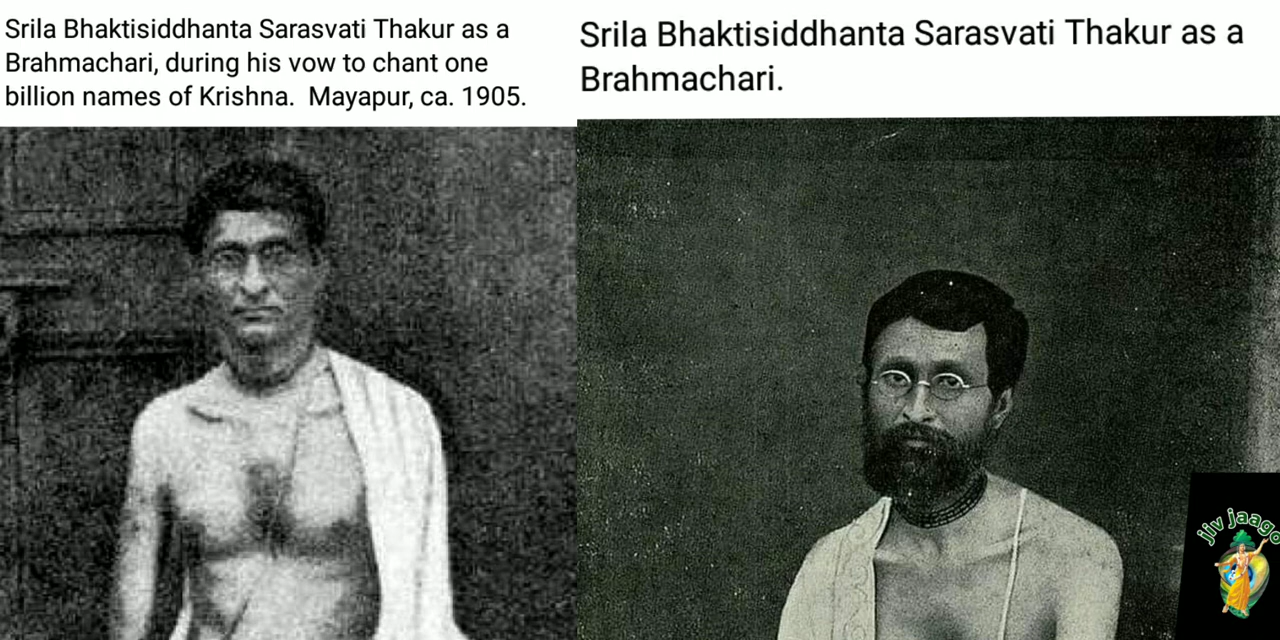 Srila Bhaktisiddhanta Sarasvati Thakur as a
Brahmachari, during his vow to chant one
billion names of Krishna.  Mayapur, ca. 1905.
Srila Bhaktisiddhanta Sarasvati Thakur as a
Brahmachari.
jiv jaago